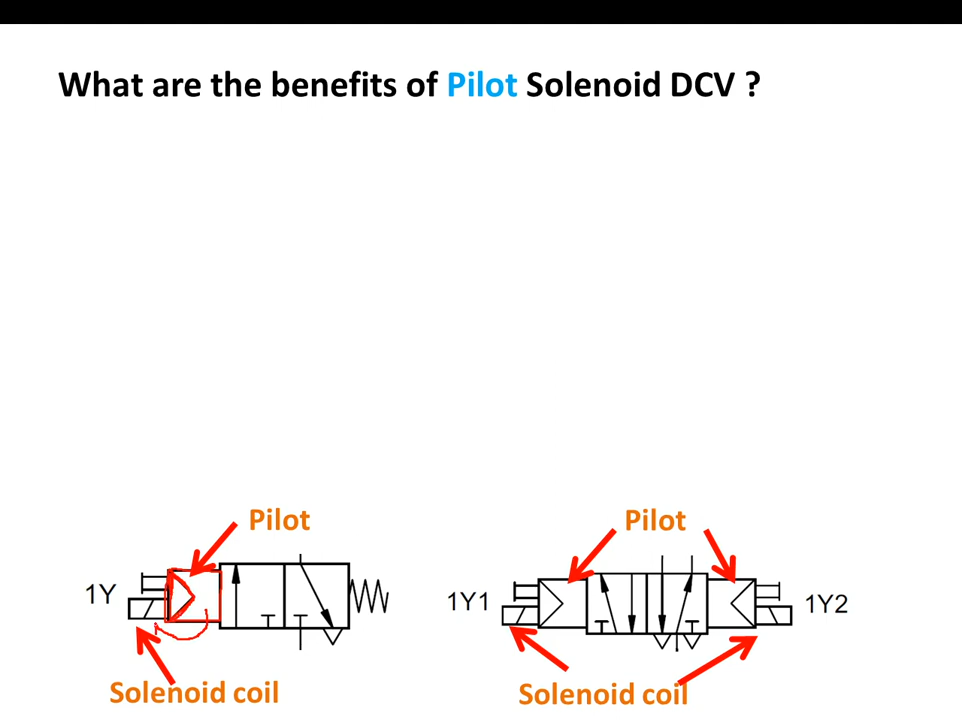 What are the benefits of Pilot Solenoid DCV ?
Pilot
Pilot
1Y
1Y1
1Y2
Solenoid coil
Solenoid coil